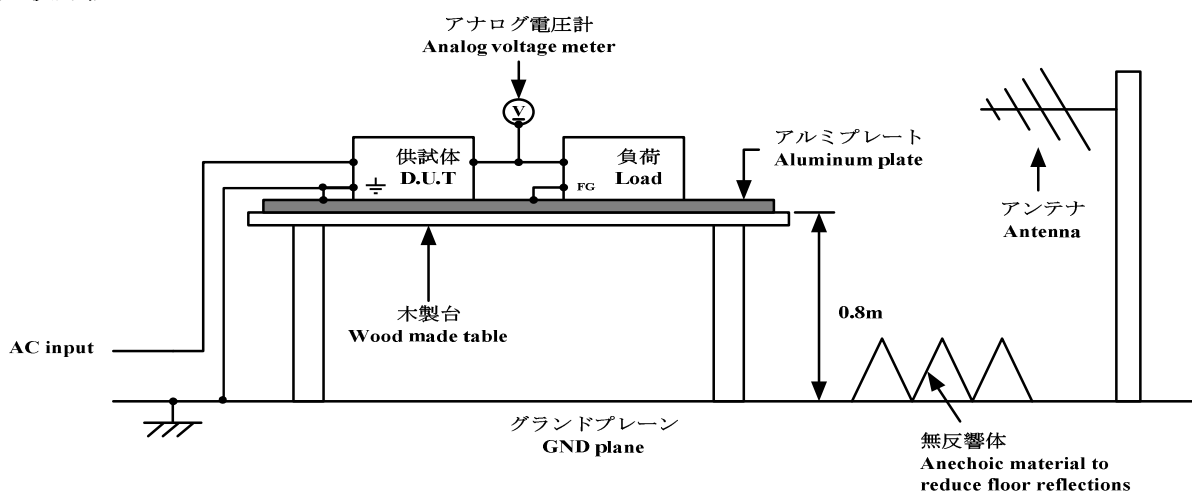 アナログ電圧計
Analog voltage meter
V
供試体
D.U.T
負荷
Load
FG
アルミプレート
Aluminum plate
アンテナ
Antenna
木製台
Wood made table
0.8m
AC input
グランドプレーン
GND plane
無反響体
Anechoic material to
reduce floor reflections